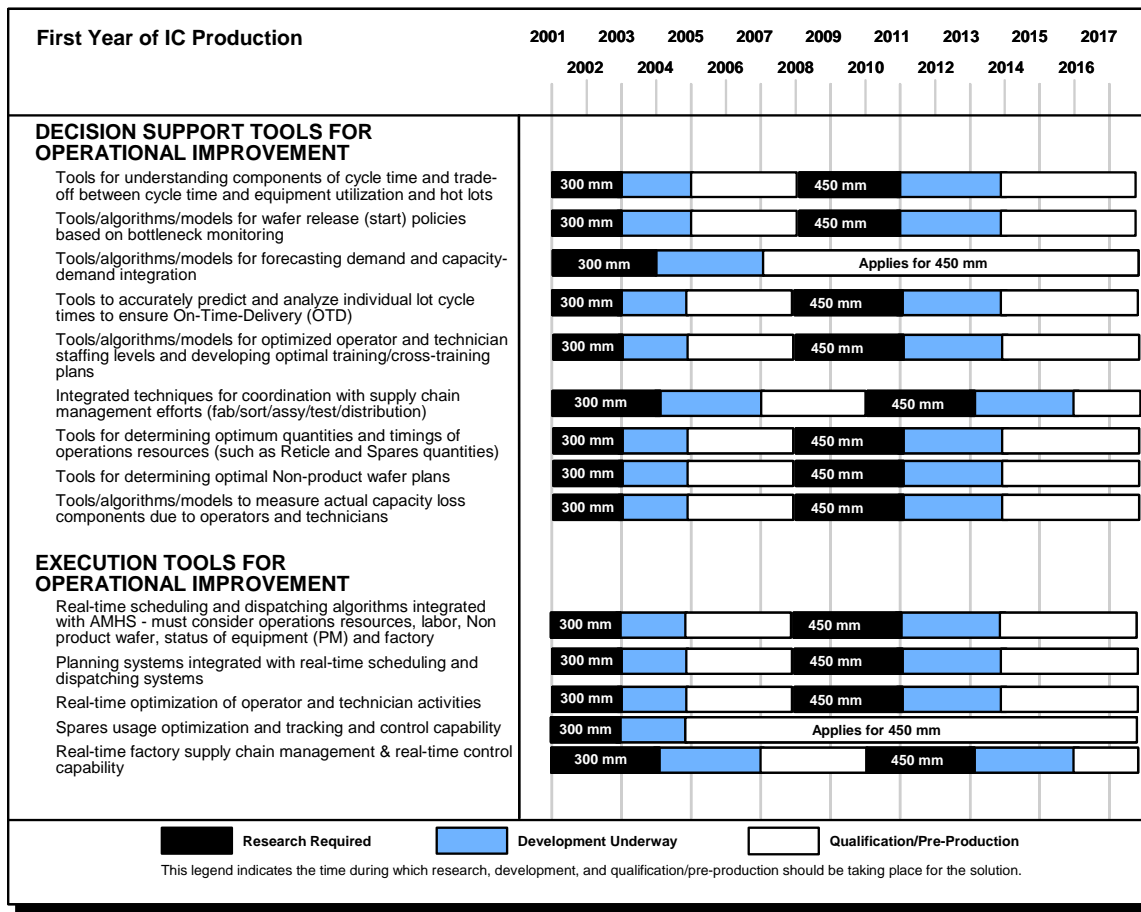 First Year of IC Production
2001 2003 2005 2007 2009 2011 2013 2015 2017
2002 2004 2006 2008 2010 2012 2014 2016
DECISION SUPPORT TOOLS FOR
OPERATIONAL IMPROVEMENT
Tools for understanding components of cycle time and trade-
off between cycle time and equipment utilization and hot lots
300 mm 450 mm
Tools/algorithms/models for wafer release (start) policies
based on bottleneck monitoring
300 mm 450 mm
Tools/algorithms/models for forecasting demand and capacity-
demand integration
300 mm Applies for 450 mm
Tools to accurately predict and analyze individual lot cycle
times to ensure On-Time-Delivery (OTD)
300 mm 450 mm
Tools/algorithms/models for optimized operator and technician
staffing levels and developing optimal training/cross-training
plans
300 mm 450 mm
Integrated techniques for coordination with supply chain
management efforts (fab/sort/assy/test/distribution)
300 mm 450 mm
Tools for determining optimum quantities and timings of
operations resources (such as Reticle and Spares quantities)
300 mm 450 mm
Tools for determining optimal Non-product wafer plans
300 mm 450 mm
Tools/algorithms/models to measure actual capacity loss
components due to operators and technicians
300 mm 450 mm
EXECUTION TOOLS FOR
OPERATIONAL IMPROVEMENT
Real-time scheduling and dispatching algorithms integrated
with AMHS - must consider operations resources, labor, Non
product wafer, status of equipment (PM) and factory
300 mm 450 mm
Planning systems integrated with real-time scheduling and
dispatching systems
300 mm 450 mm
Real-time optimization of operator and technician activities
300 mm 450 mm
Spares usage optimization and tracking and control capability
300 mm Applies for 450 mm
Real-time factory supply chain management & real-time control
capability
300 mm 450 mm
Research Required Development Underway Qualification/Pre-Production
This legend indicates the time during which research, development, and qualification/pre-production should be taking place for the solution.